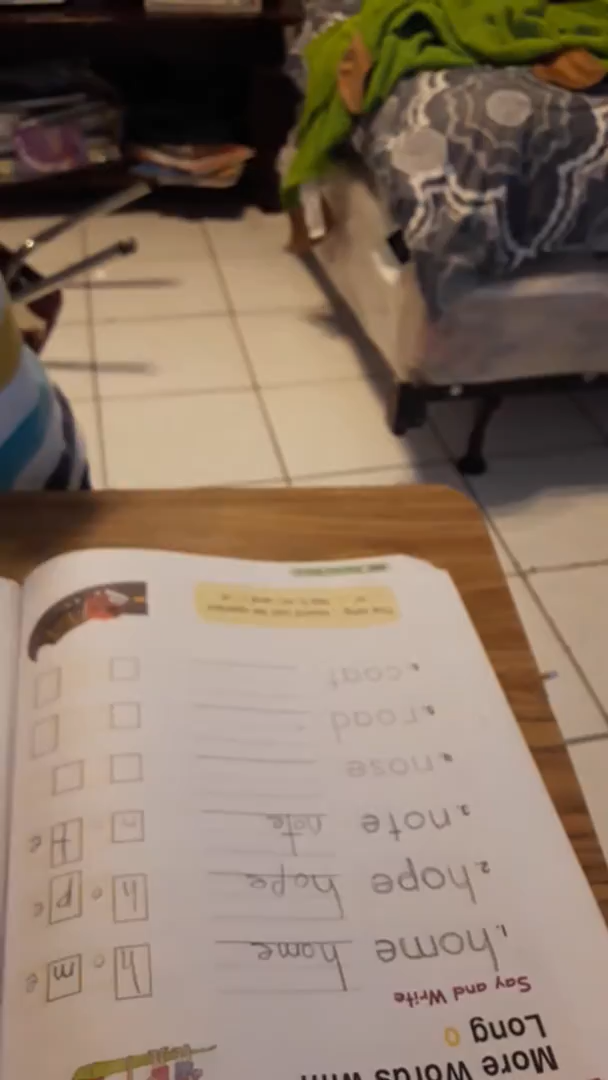 More Words with
Long o
Say and Write
1. home home h o m e
2. hope hope h o p e
3. note note n o t e
4. nose
5. road
6. coat